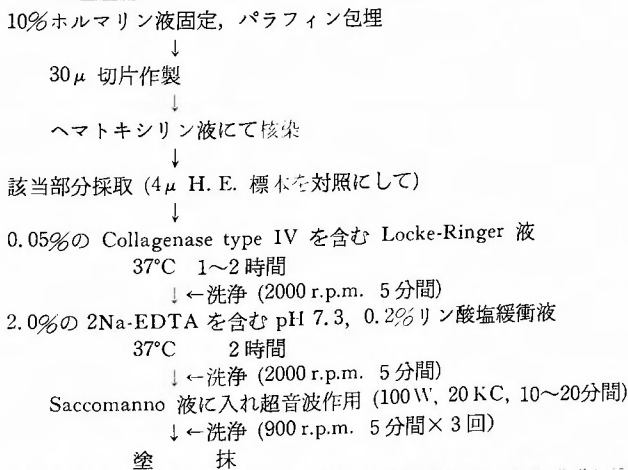 10%ホルマリン液固定, パラフィン包埋
↓
30μ 切片作製
↓
ヘマトキシリン液にて核染
↓
該当部分採取 (4μ H. E. 標本を対照にして)
↓
0.05%の Collagenase type IV を含む Locke-Ringer 液
37°C 1~2 時間
↓←洗浄 (2000 r.p.m. 5分間)
2.0%の 2Na-EDTA を含む pH 7.3, 0.2%リン酸塩緩衝液
37°C 2 時間
↓←洗浄 (2000 r.p.m. 5分間)
Saccomanno 液に入れ超音波作用 (100W, 20 KC, 10~20分間)
↓←洗浄 (900 r.p.m. 5分間×3回)
塗 抹